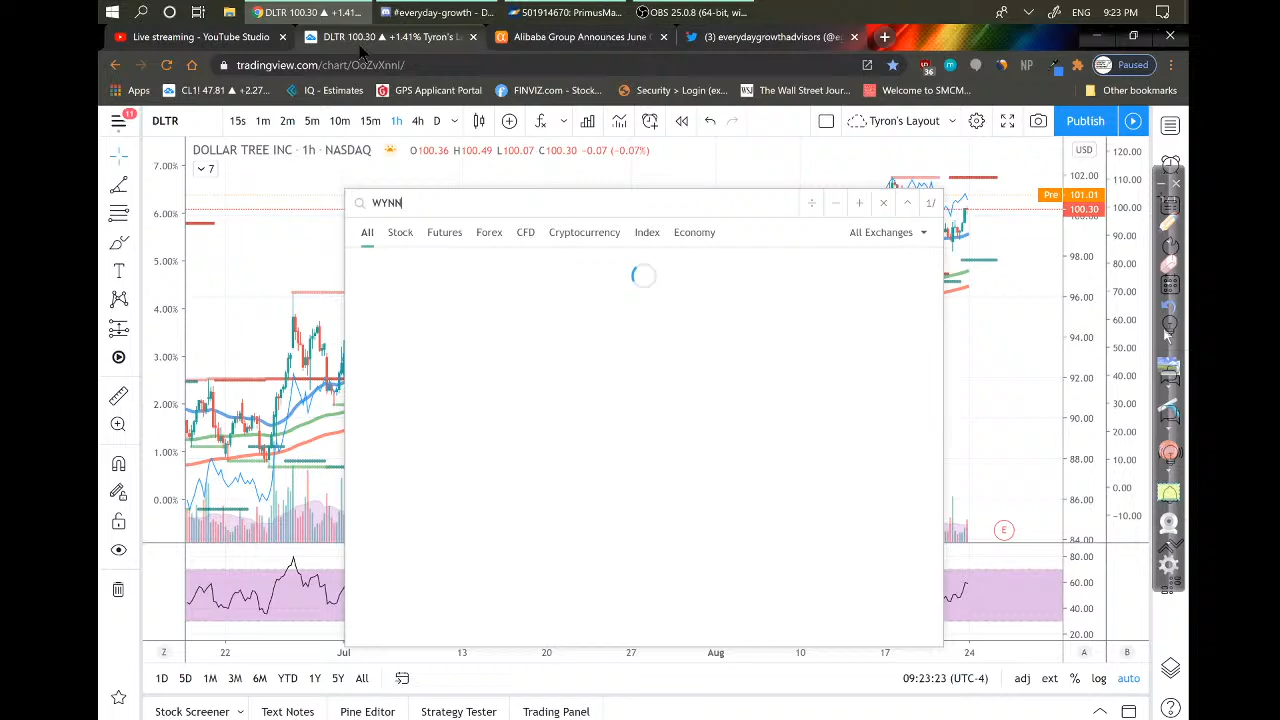 DLTR 100.30 ▲ +1.41... #everyday-growth - D... 501914670: PrimusMa... OBS 25.0.8 (64-bit, wi... ENG 9:23 PM
Live streaming - YouTube Studio DLTR 100.30 ▲ +1.41% Tyron's L Alibaba Group Announces June (3) everydaygrowthadvisors (@e
tradingview.com/chart/OoZvXnnI/ 36 NP Paused
Apps CL1! 47.81 ▲ +2.27... IQ - Estimates GPS Applicant Portal FINVIZ.com - Stock... Security > Login (ex... The Wall Street Jour... Welcome to SMCM... Other bookmarks
11 DLTR 15s 1m 2m 5m 10m 15m 1h 4h D Tyron's Layout Publish
DOLLAR TREE INC · 1h · NASDAQ O100.36 H100.49 L100.07 C100.30 -0.07 (-0.07%) USD
7
WYNN 1/
All Stock Futures Forex CFD Cryptocurrency Index Economy All Exchanges
7.00%
6.00%
5.00%
4.00%
3.00%
2.00%
1.00%
0.00%
102.00
Pre 101.01
100.30
98.00
96.00
94.00
92.00
90.00
88.00
86.00
84.00
120.00
110.00
100.00
90.00
80.00
70.00
60.00
50.00
40.00
30.00
20.00
10.00
0.00
-10.00
E
80.00
60.00
40.00
20.00
Z 22 Jul 13 20 27 Aug 10 17 24 A B
1D 5D 1M 3M 6M YTD 1Y 5Y All 09:23:23 (UTC-4) adj ext % log auto
Stock Screener Text Notes Pine Editor Strategy Tester Trading Panel